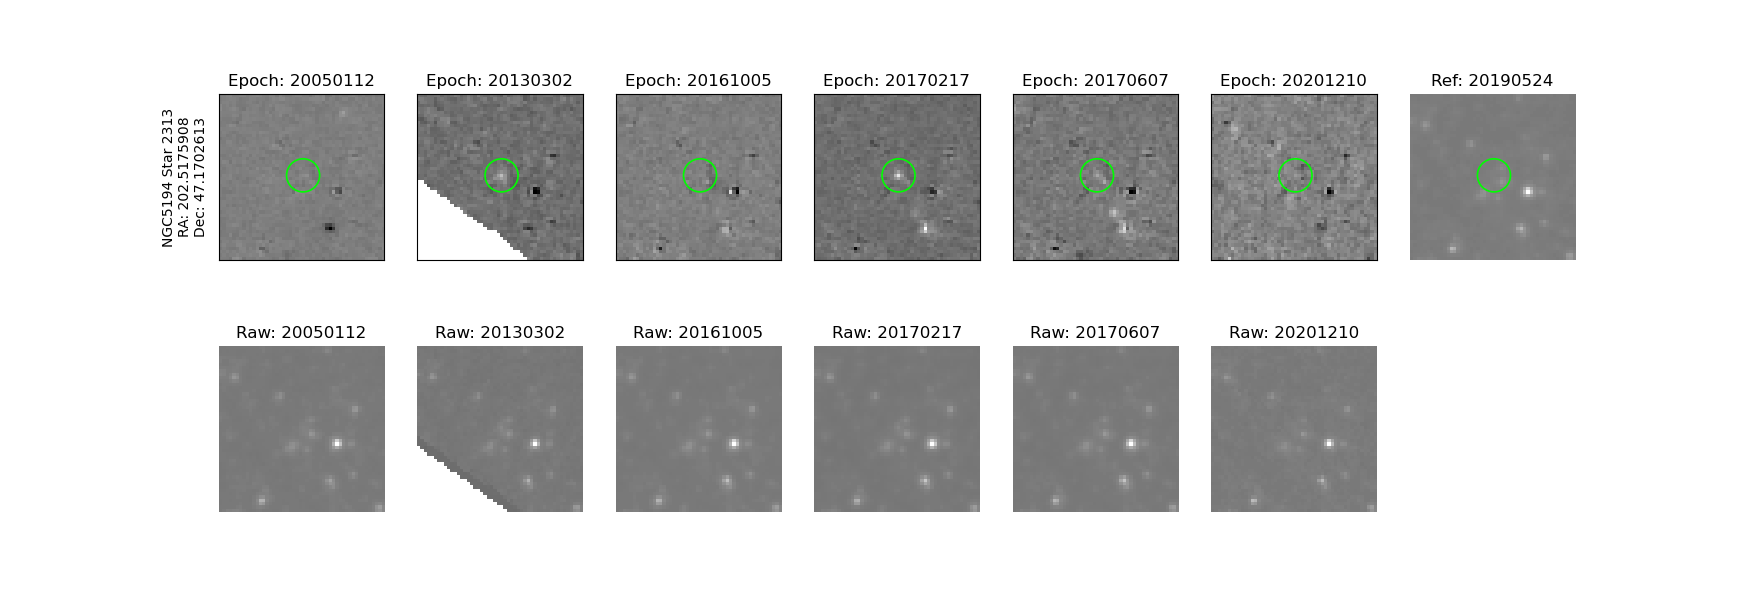 NGC5194 Star 2313
RA: 202.5175908
Dec: 47.1702613
Epoch: 20050112
Epoch: 20130302
Epoch: 20161005
Epoch: 20170217
Epoch: 20170607
Epoch: 20201210
Ref: 20190524
Raw: 20050112
Raw: 20130302
Raw: 20161005
Raw: 20170217
Raw: 20170607
Raw: 20201210